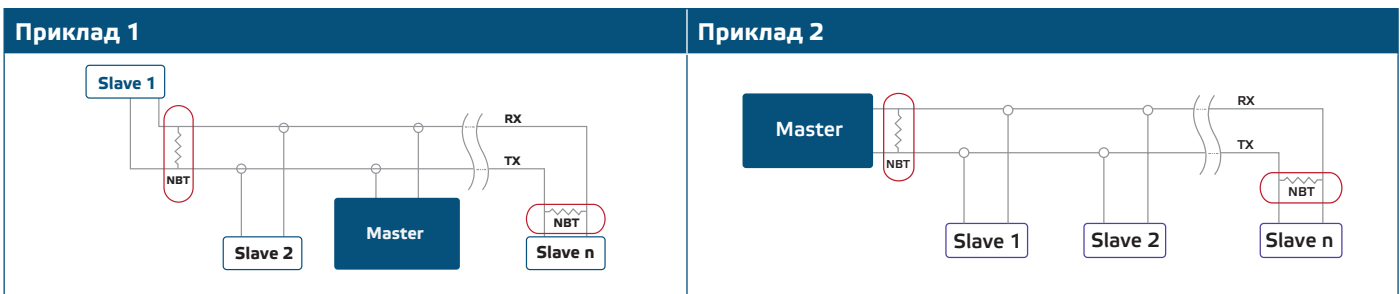 Приклад 1
Slave 1
RX
TX
NBT
NBT
Slave 2
Master
Slave n
Приклад 2
Master
RX
TX
NBT
NBT
Slave 1
Slave 2
Slave n